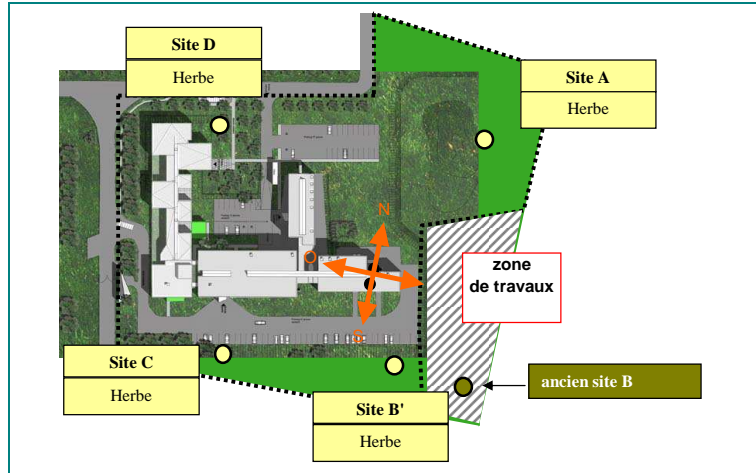 Site D
Herbe
Site A
Herbe
N
O
S
zone
de travaux
Site C
Herbe
ancien site B
Site B'
Herbe